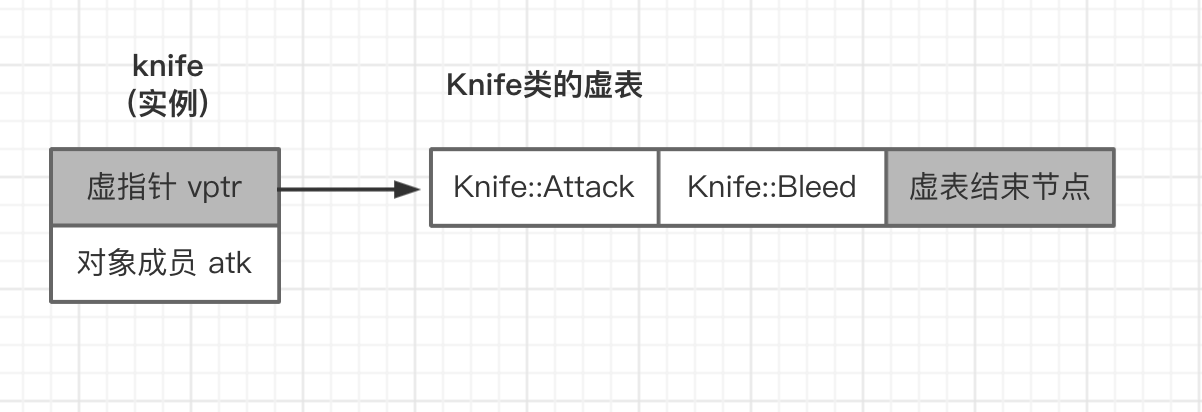 knife
(实例)
Knife类的虚表
虚指针 vptr
Knife::Attack
Knife::Bleed
虚表结束节点
对象成员 atk